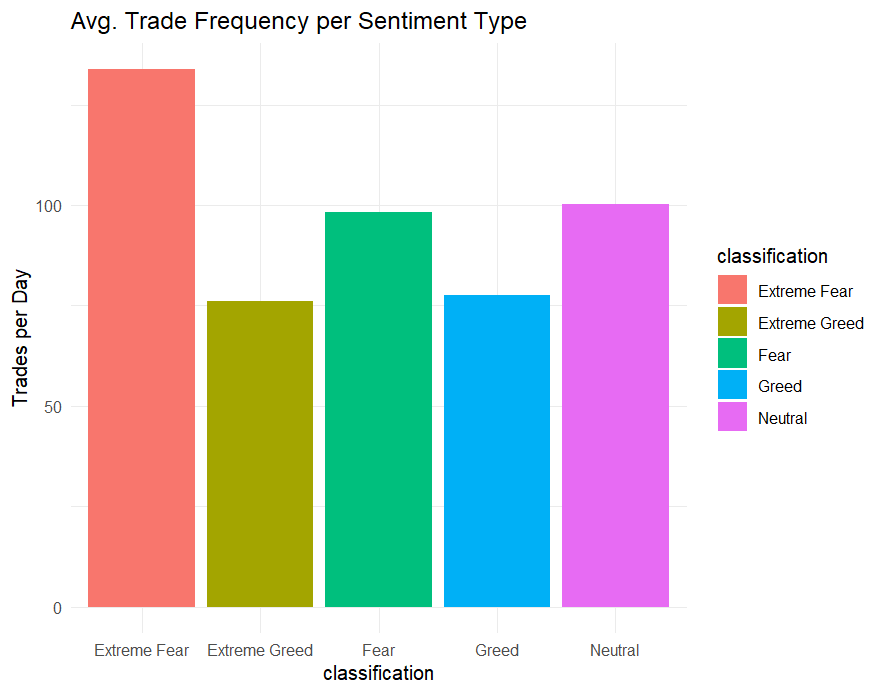 Avg. Trade Frequency per Sentiment Type
Trades per Day
100
50
0
Extreme Fear
Extreme Greed
Fear
Greed
Neutral
classification
classification
Extreme Fear
Extreme Greed
Fear
Greed
Neutral